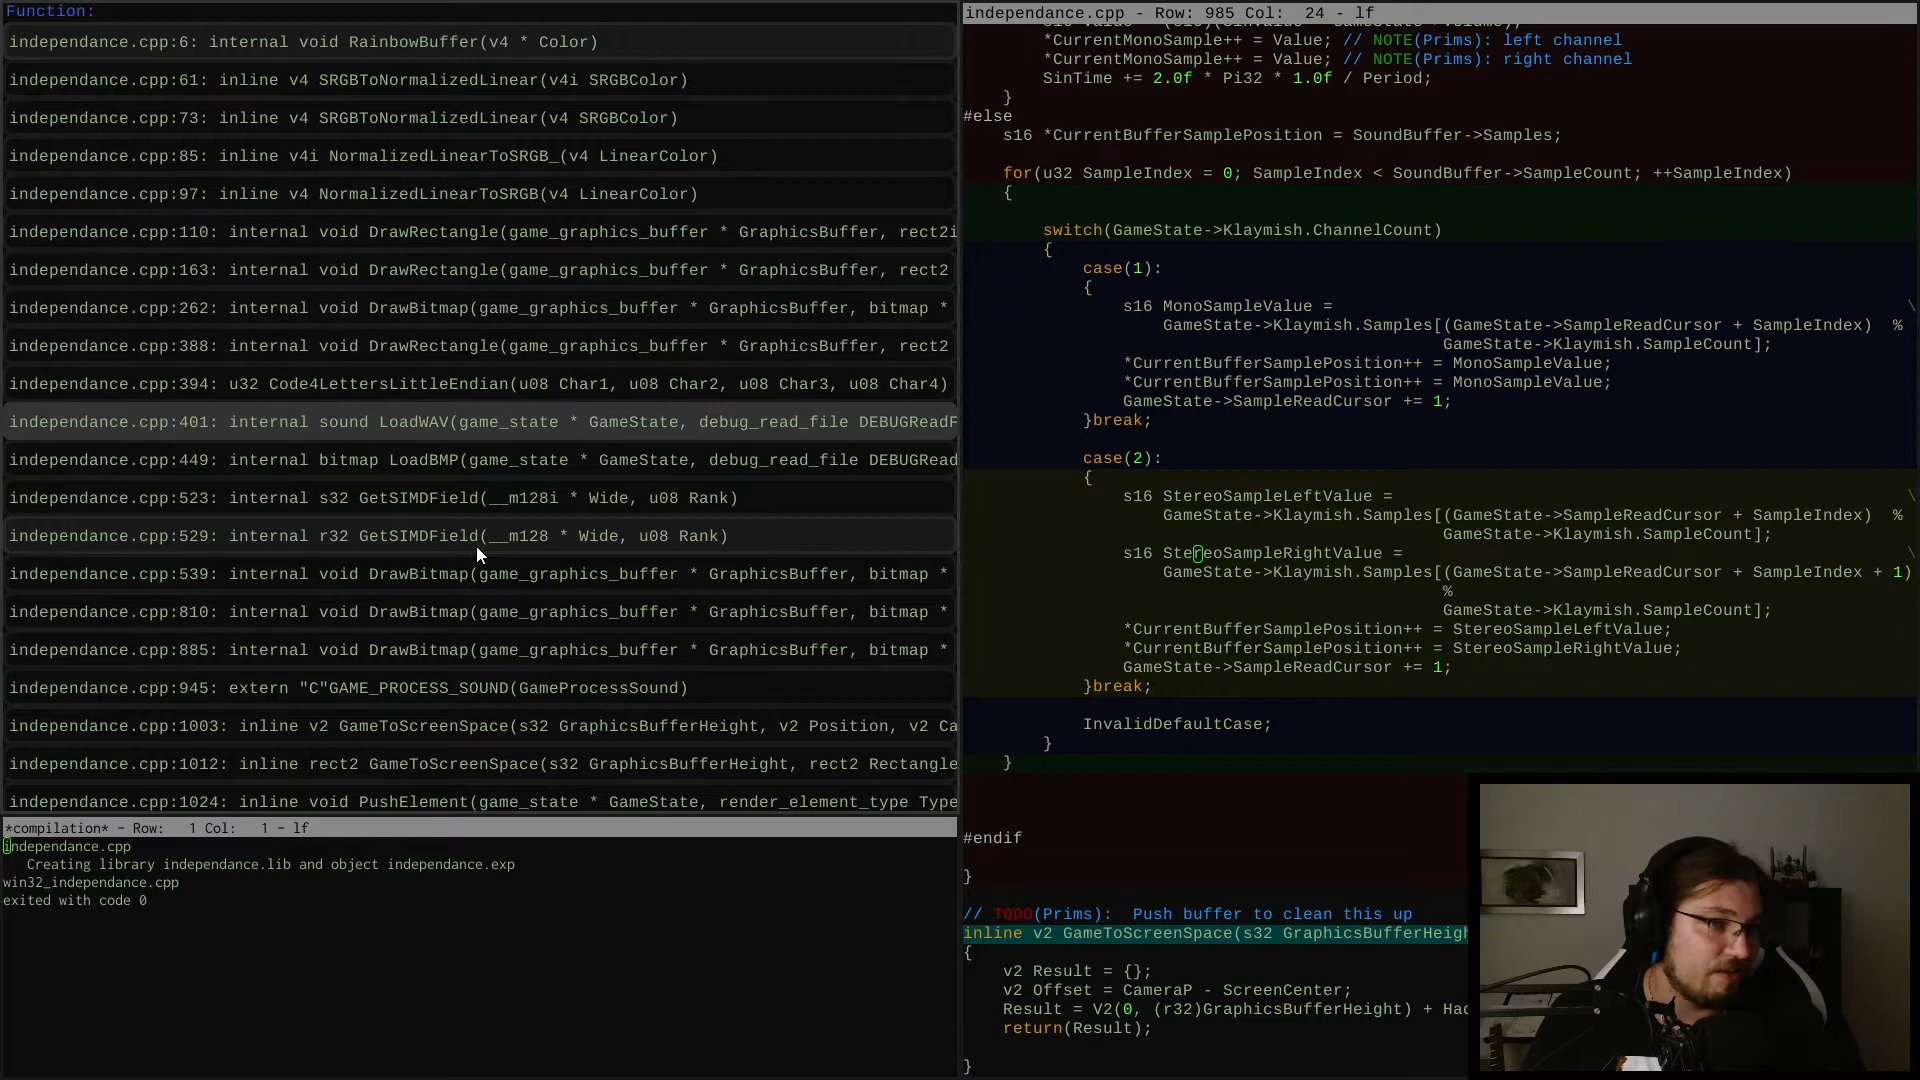 Function:
independance.cpp:6: internal void RainbowBuffer(v4 * Color)
independance.cpp:61: inline v4 SRGBToNormalizedLinear(v4i SRGBColor)
independance.cpp:73: inline v4 SRGBToNormalizedLinear(v4 SRGBColor)
independance.cpp:85: inline v4i NormalizedLinearToSRGB_(v4 LinearColor)
independance.cpp:97: inline v4 NormalizedLinearToSRGB(v4 LinearColor)
independance.cpp:110: internal void DrawRectangle(game_graphics_buffer * GraphicsBuffer, rect2i
independance.cpp:163: internal void DrawRectangle(game_graphics_buffer * GraphicsBuffer, rect2
independance.cpp:262: internal void DrawBitmap(game_graphics_buffer * GraphicsBuffer, bitmap *
independance.cpp:388: internal void DrawRectangle(game_graphics_buffer * GraphicsBuffer, rect2
independance.cpp:394: u32 Code4LettersLittleEndian(u08 Char1, u08 Char2, u08 Char3, u08 Char4)
independance.cpp:401: internal sound LoadWAV(game_state * GameState, debug_read_file DEBUGReadF
independance.cpp:449: internal bitmap LoadBMP(game_state * GameState, debug_read_file DEBUGRead
independance.cpp:523: internal s32 GetSIMDField(__m128i * Wide, u08 Rank)
independance.cpp:529: internal r32 GetSIMDField(__m128 * Wide, u08 Rank)
independance.cpp:539: internal void DrawBitmap(game_graphics_buffer * GraphicsBuffer, bitmap *
independance.cpp:810: internal void DrawBitmap(game_graphics_buffer * GraphicsBuffer, bitmap *
independance.cpp:885: internal void DrawBitmap(game_graphics_buffer * GraphicsBuffer, bitmap *
independance.cpp:945: extern "C"GAME_PROCESS_SOUND(GameProcessSound)
independance.cpp:1003: inline v2 GameToScreenSpace(s32 GraphicsBufferHeight, v2 Position, v2 Ca
independance.cpp:1012: inline rect2 GameToScreenSpace(s32 GraphicsBufferHeight, rect2 Rectangle
independance.cpp:1024: inline void PushElement(game_state * GameState, render_element_type Type
*compilation* - Row:   1 Col:   1 - lf
independance.cpp
Creating library independance.lib and object independance.exp
win32_independance.cpp
exited with code 0
independance.cpp - Row: 985 Col:  24 - lf
*CurrentMonoSample++ = Value; // NOTE(Prims): left channel
*CurrentMonoSample++ = Value; // NOTE(Prims): right channel
SinTime += 2.0f * Pi32 * 1.0f / Period;
}
#else
s16 *CurrentBufferSamplePosition = SoundBuffer->Samples;
for(u32 SampleIndex = 0; SampleIndex < SoundBuffer->SampleCount; ++SampleIndex)
{
switch(GameState->Klaymish.ChannelCount)
{
case(1):
{
s16 MonoSampleValue = \
GameState->Klaymish.Samples[(GameState->SampleReadCursor + SampleIndex)  %
GameState->Klaymish.SampleCount];
*CurrentBufferSamplePosition++ = MonoSampleValue;
*CurrentBufferSamplePosition++ = MonoSampleValue;
GameState->SampleReadCursor += 1;
}break;
case(2):
{
s16 StereoSampleLeftValue = \
GameState->Klaymish.Samples[(GameState->SampleReadCursor + SampleIndex)  %
GameState->Klaymish.SampleCount];
s16 StereoSampleRightValue = \
GameState->Klaymish.Samples[(GameState->SampleReadCursor + SampleIndex + 1)
%
GameState->Klaymish.SampleCount];
*CurrentBufferSamplePosition++ = StereoSampleLeftValue;
*CurrentBufferSamplePosition++ = StereoSampleRightValue;
GameState->SampleReadCursor += 1;
}break;
InvalidDefaultCase;
}
}
#endif
}
// TODO(Prims):  Push buffer to clean this up
inline v2 GameToScreenSpace(s32 GraphicsBufferHeigh
{
v2 Result = {};
v2 Offset = CameraP - ScreenCenter;
Result = V2(0, (r32)GraphicsBufferHeight) + Had
return(Result);
}